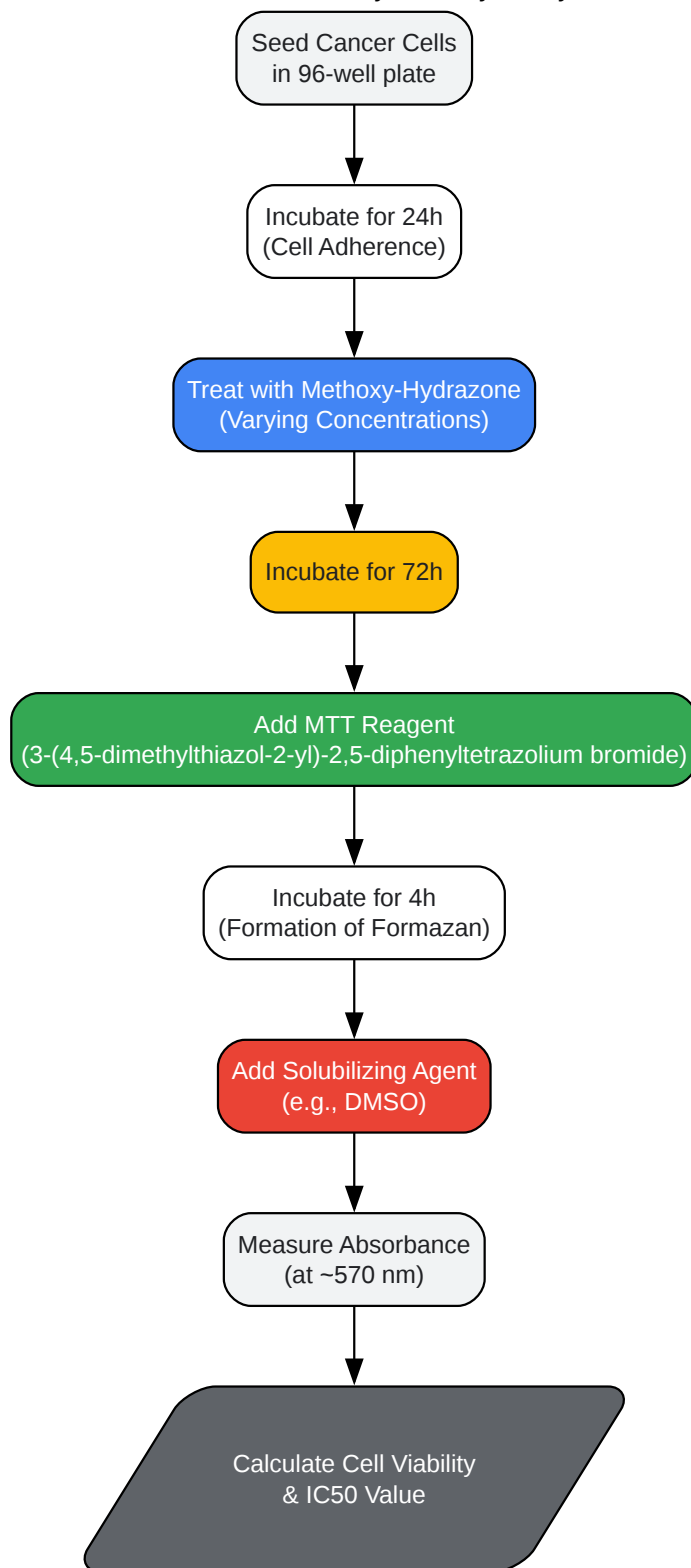 Seed Cancer Cells
in 96-well plate
Incubate for 24h
(Cell Adherence)
Treat with Methoxy-Hydrazone
(Varying Concentrations)
Incubate for 72h
Add MTT Reagent
(3-(4,5-dimethylthiazol-2-yl)-2,5-diphenyltetrazolium bromide)
Incubate for 4h
(Formation of Formazan)
Add Solubilizing Agent
(e.g., DMSO)
Measure Absorbance
(at ~570 nm)
Calculate Cell Viability
& IC50 Value